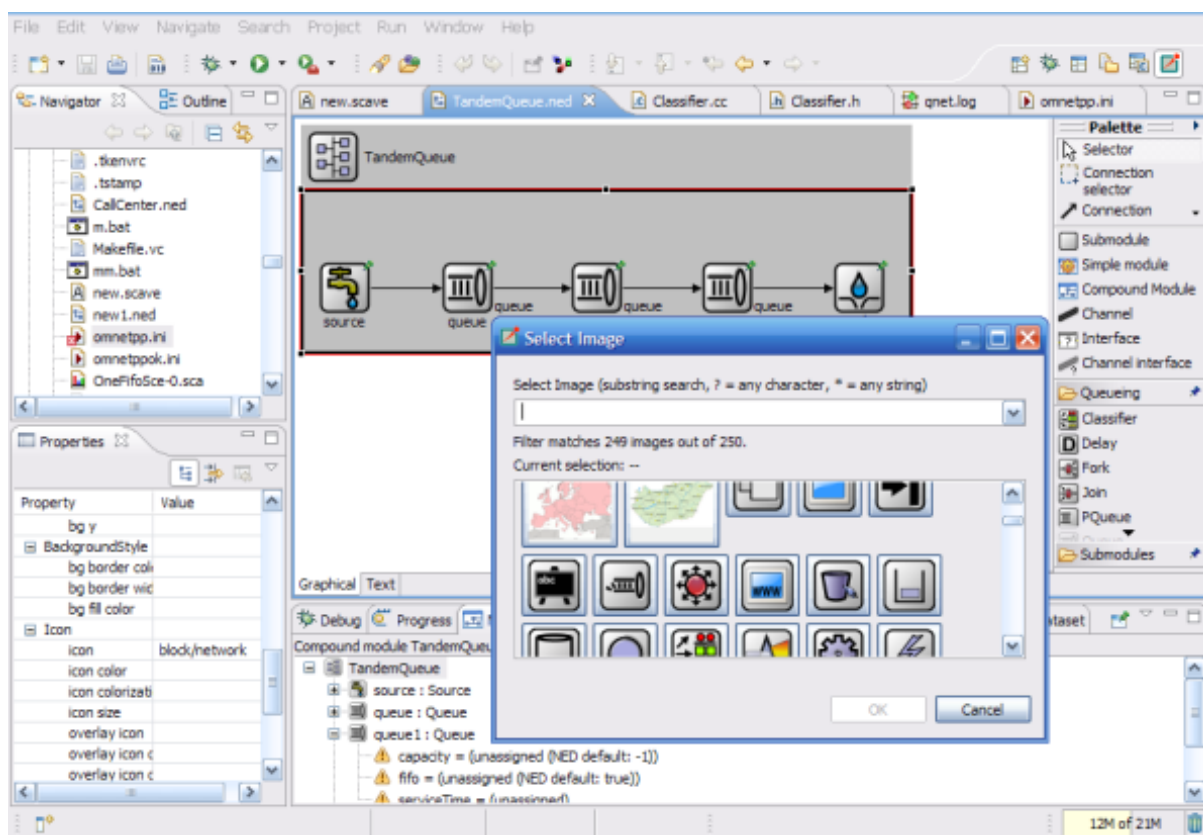 File Edit View Navigate Search Project Run Window Help
Navigator Outline
.tkenvrc
.tstamp
CallCenter.ned
m.bat
Makefile.vc
mm.bat
new.scave
new1.ned
omnetpp.ini
omnetppok.ini
OneFifoSce-0.sca
Properties
Property Value
bg y
BackgroundStyle
bg border col
bg border wid
bg fill color
Icon
icon block/network
icon color
icon colorizati
icon size
overlay icon
overlay icon c
overlay icon c
new.scave TandemQueue.ned Classifier.cc Classifier.h qnet.log omnetpp.ini
TandemQueue
source queue queue queue queue
Graphical Text
Select Image
Select Image (substring search, ? = any character, * = any string)
Filter matches 249 images out of 250.
Current selection: --
abc
www
OK Cancel
Palette
Selector
Connection
selector
Connection
Submodule
Simple module
Compound Module
Channel
Interface
Channel interface
Queueing
Classifier
Delay
Fork
Join
PQueue
Submodules
Debug Progress ataset
Compound module TandemQueu
TandemQueue
source : Source
queue : Queue
queue1 : Queue
capacity = (unassigned (NED default: -1))
fifo = (unassigned (NED default: true))
serviceTime = (unassigned)
12M of 21M